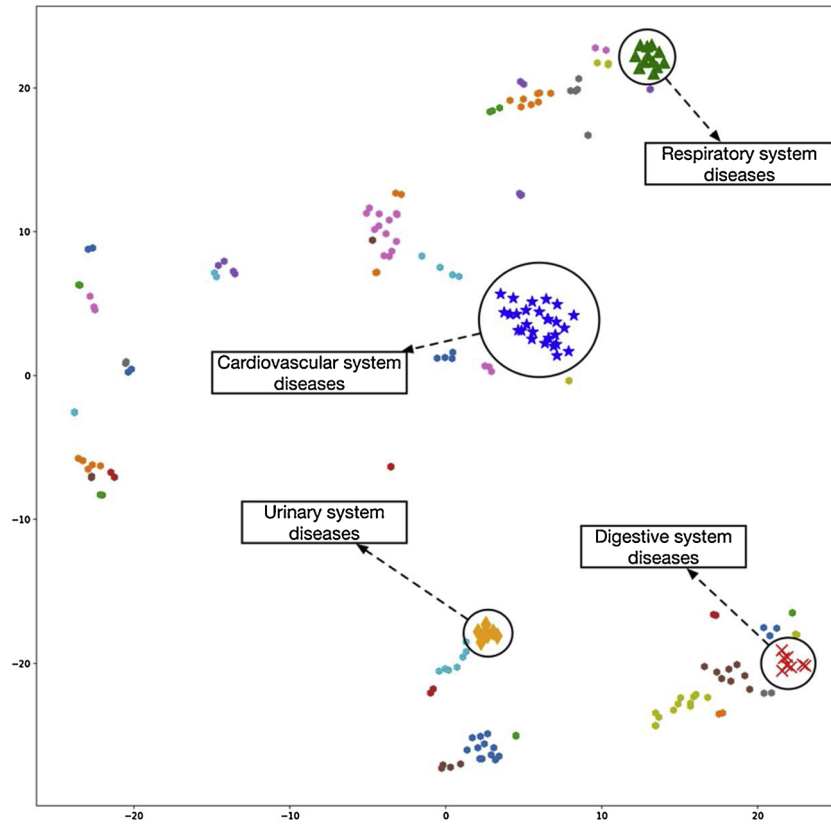 20
Respiratory system
diseases
10
Cardiovascular system
diseases
0
Urinary system
diseases
−10
Digestive system
diseases
−20
−20
−10
0
10
20